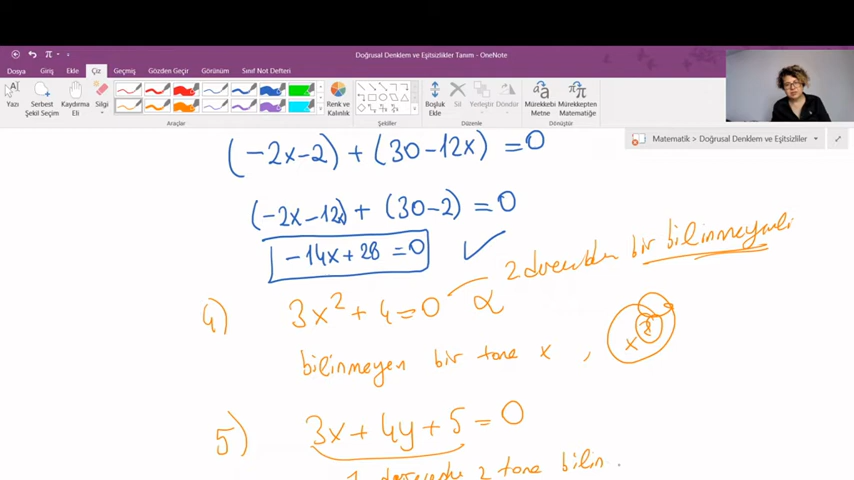 Doğrusal Denklem ve Eşitsizlikler Tanım - OneNote
Dosya Giriş Ekle Çiz Geçmiş Gözden Geçir Görünüm Sınıf Not Defteri
Yazı Serbest Şekil Seçim Kaydırma Eli Silgi Renk ve Kalınlık Boşluk Ekle Sil Yerleştir Döndür Mürekkebi Metne Mürekkepten Matematiğe
Araçlar Şekiller Düzenle Dönüştür
Matematik > Doğrusal Denklem ve Eşitsizlikler
(-2x-2) + (30-12x) = 0
(-2x-12x) + (30-2) = 0
-14x+28 = 0 ✓
2. dereceden bir bilinmeyenli
4) 3x² + 4 = 0
bilinmeyen bir tane x ,
x
5) 3x + 4y + 5 = 0
2 tane bilin